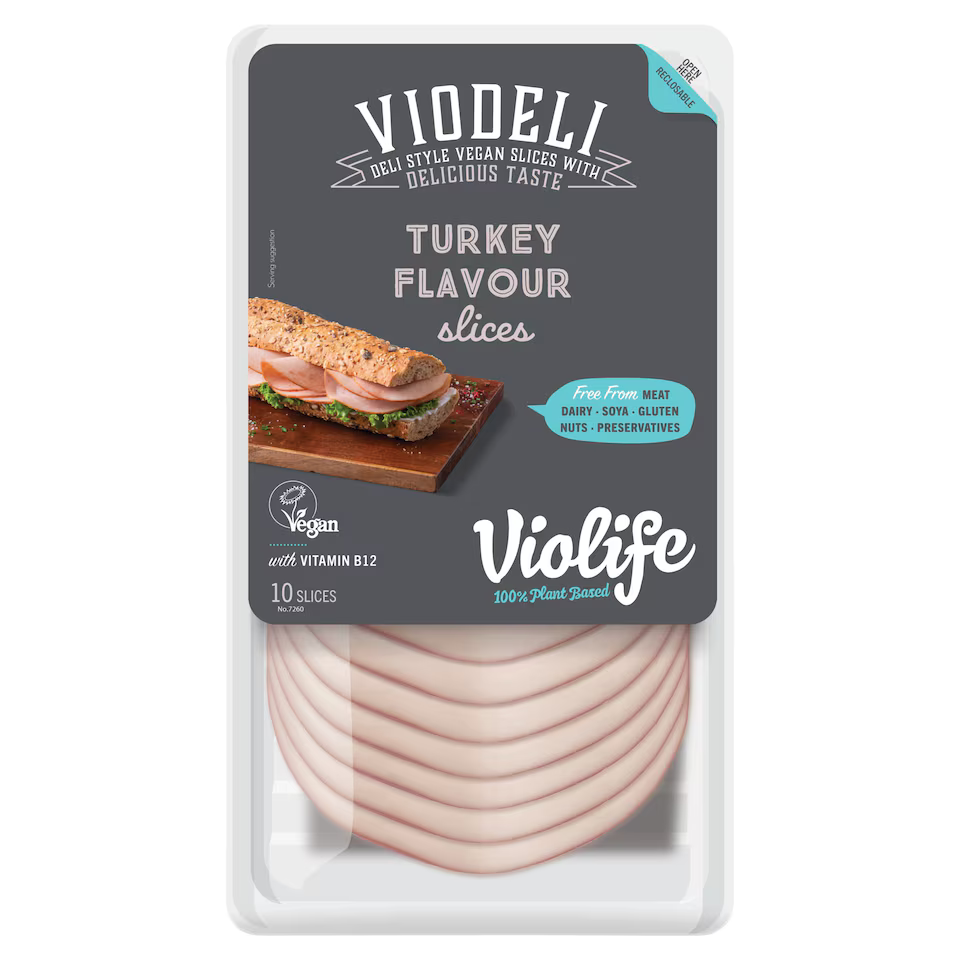 OPEN
HERE
RECLOSABLE
VIODELI
DELI STYLE VEGAN SLICES WITH
DELICIOUS TASTE
Serving suggestion
TURKEY
FLAVOUR
slices
Free From MEAT
DAIRY · SOYA · GLUTEN
NUTS · PRESERVATIVES
Vegan
with VITAMIN B12
10 SLICES
No.7260
Violife
100% Plant Based